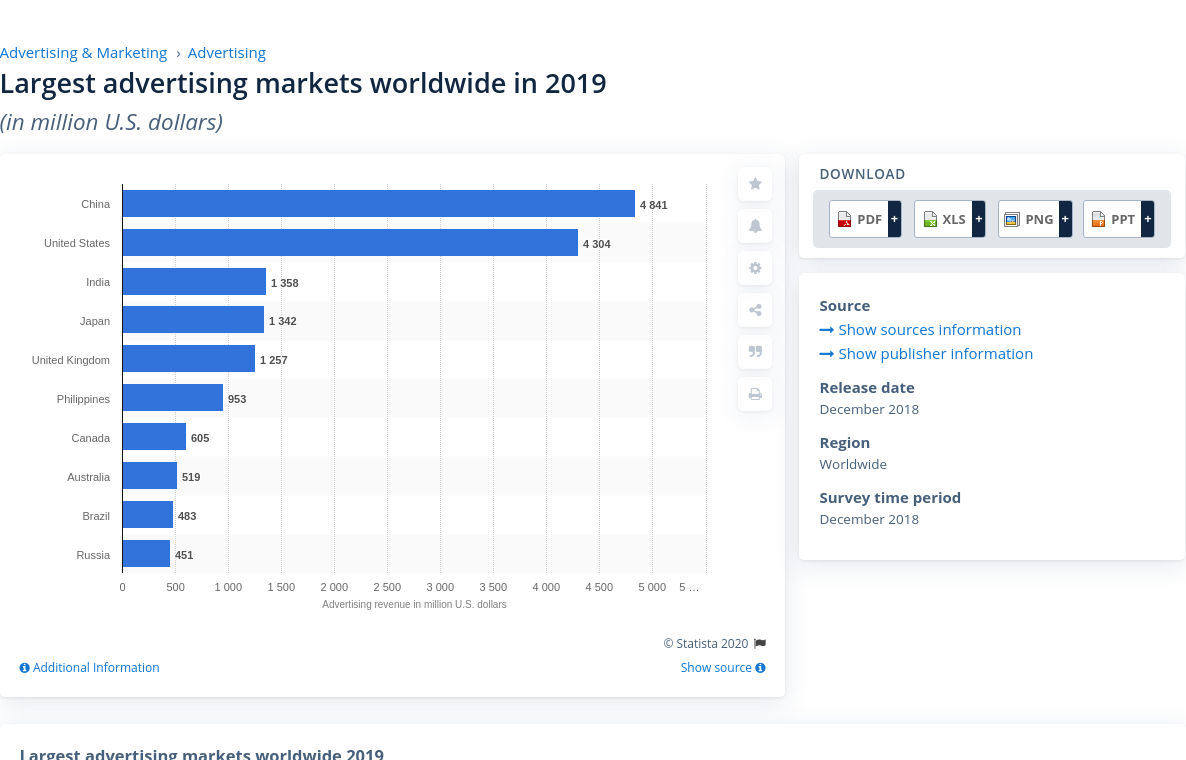 Advertising & Marketing › Advertising
Largest advertising markets worldwide in 2019
(in million U.S. dollars)
China 4 841
United States 4 304
India 1 358
Japan 1 342
United Kingdom 1 257
Philippines 953
Canada 605
Australia 519
Brazil 483
Russia 451
0 500 1 000 1 500 2 000 2 500 3 000 3 500 4 000 4 500 5 000 5 …
Advertising revenue in million U.S. dollars
© Statista 2020
Additional Information
Show source
DOWNLOAD
PDF + XLS + PNG + PPT +
Source
Show sources information
Show publisher information
Release date
December 2018
Region
Worldwide
Survey time period
December 2018
Largest advertising markets worldwide 2019